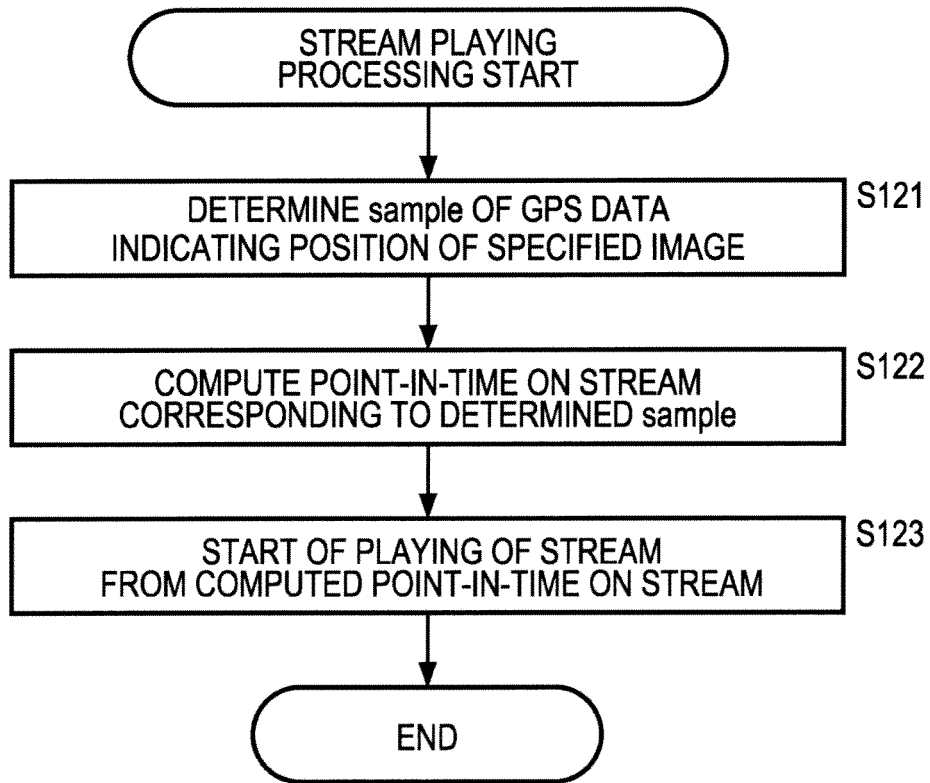 STREAM PLAYING
PROCESSING START
S121
DETERMINE sample OF GPS DATA
INDICATING POSITION OF SPECIFIED IMAGE
S122
COMPUTE POINT-IN-TIME ON STREAM
CORRESPONDING TO DETERMINED sample
S123
START OF PLAYING OF STREAM
FROM COMPUTED POINT-IN-TIME ON STREAM
END